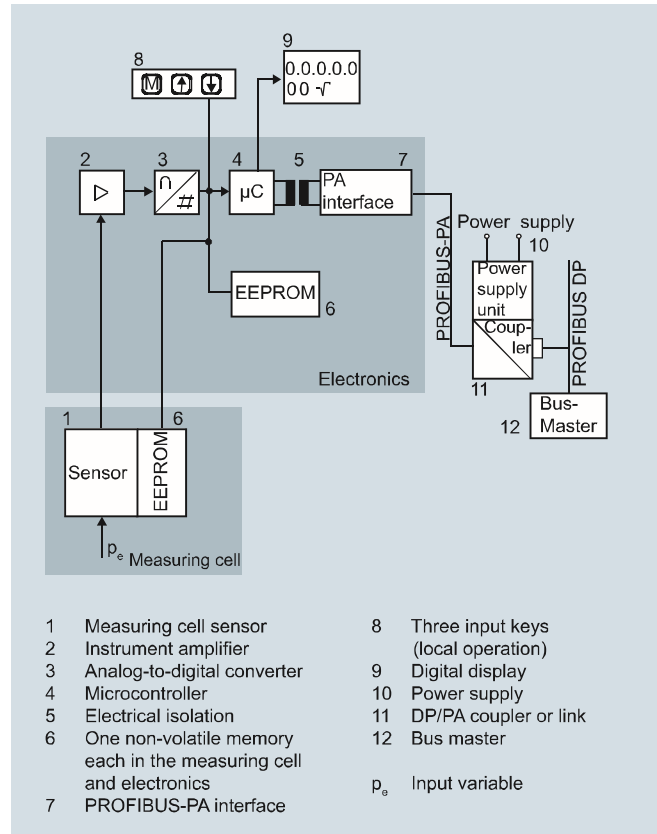 9
8
0.0.0.0.0
00 -√
M
2
3
4
5
7
μC
PA
interface
∩
#
Power supply
10
PROFIBUS-PA
Power
supply
unit
PROFIBUS DP
EEPROM
6
Coup-
ler
Electronics
11
Bus-
Master
12
1
6
Sensor
EEPROM
pe Measuring cell
1 Measuring cell sensor
2 Instrument amplifier
3 Analog-to-digital converter
4 Microcontroller
5 Electrical isolation
6 One non-volatile memory
each in the measuring cell
and electronics
7 PROFIBUS-PA interface
8 Three input keys
(local operation)
9 Digital display
10 Power supply
11 DP/PA coupler or link
12 Bus master
pe Input variable